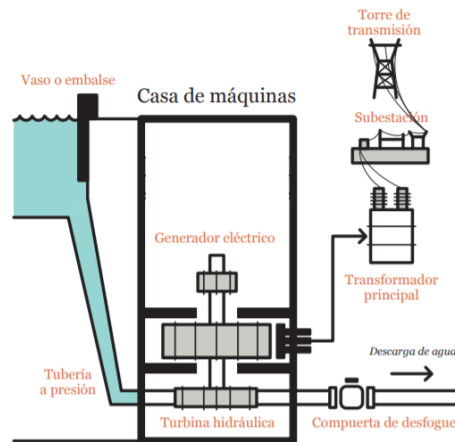 Torre de
transmisión
Vaso o embalse
Casa de máquinas
Subestación
Generador eléctrico
Transformador
principal
Descarga de agua
Tubería
a presión
Turbina hidráulica
Compuerta de desfogue